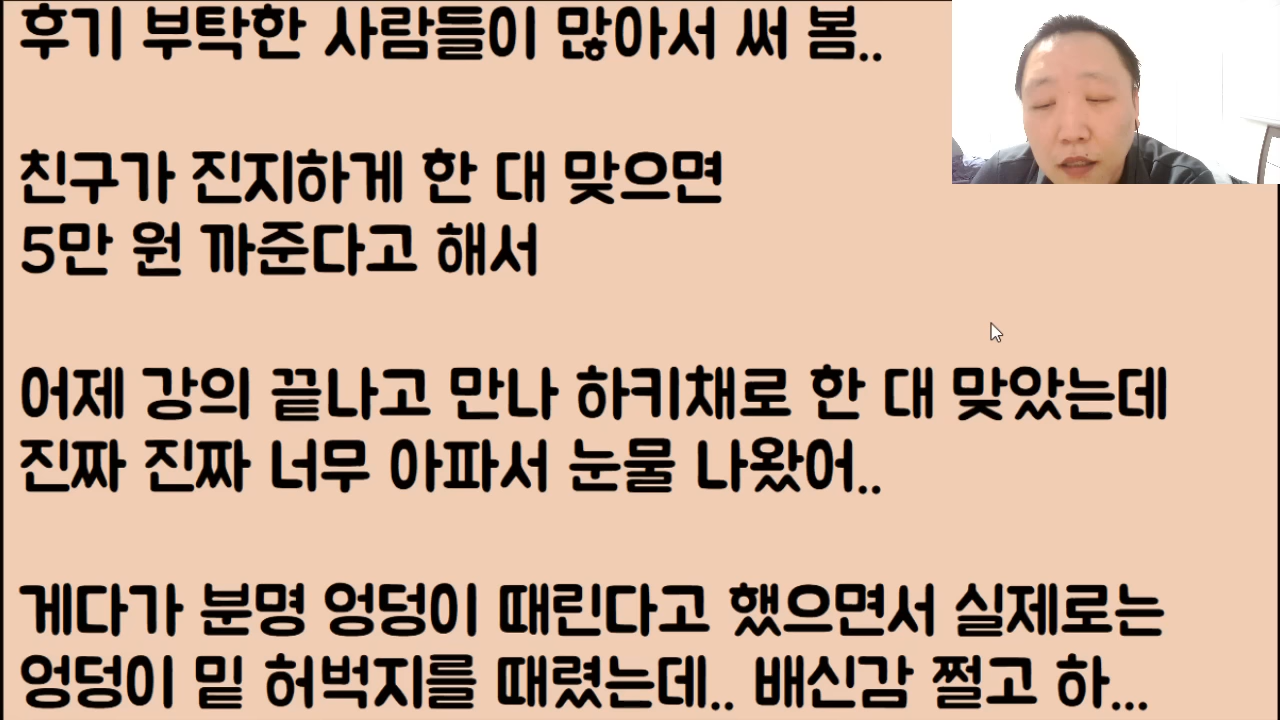 후기 부탁한 사람들이 많아서 써 봄..
친구가 진지하게 한 대 맞으면
5만 원 까준다고 해서
어제 강의 끝나고 만나 하키채로 한 대 맞았는데
진짜 진짜 너무 아파서 눈물 나왔어..
게다가 분명 엉덩이 때린다고 했으면서 실제로는
엉덩이 밑 허벅지를 때렸는데.. 배신감 쩔고 하...